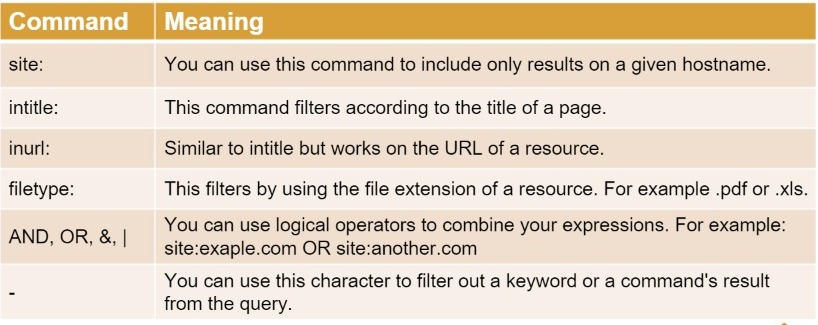 Command Meaning
site: You can use this command to include only results on a given hostname.
intitle: This command filters according to the title of a page.
inurl: Similar to intitle but works on the URL of a resource.
filetype: This filters by using the file extension of a resource. For example .pdf or .xls.
AND, OR, &, | You can use logical operators to combine your expressions. For example:
site:exaple.com OR site:another.com
- You can use this character to filter out a keyword or a command's result
from the query.